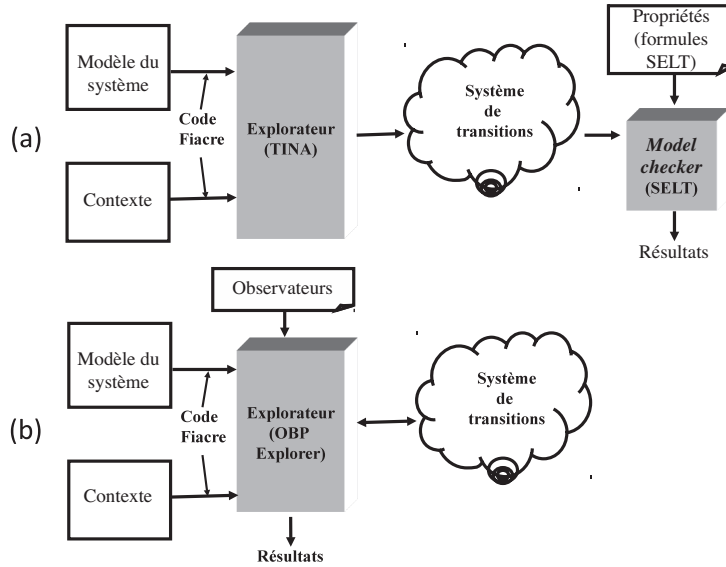 (a)
Modèle du
système
Contexte
Code
Fiacre
Explorateur
(TINA)
Système
de
transitions
Propriétés
(formules
SELT)
Model
checker
(SELT)
Résultats
(b)
Observateurs
Modèle du
système
Contexte
Code
Fiacre
Explorateur
(OBP
Explorer)
Système
de
transitions
Résultats